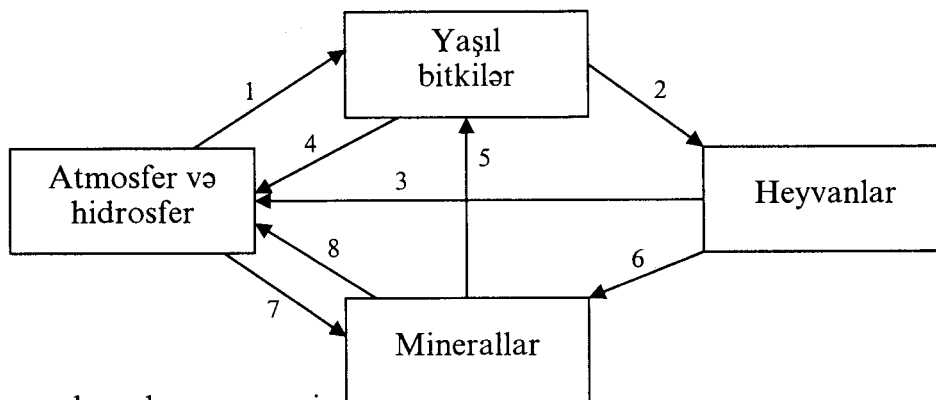 Yaşıl
bitkilər
1
2
4
5
Atmosfer və
hidrosfer
3
Heyvanlar
8
6
7
Minerallar